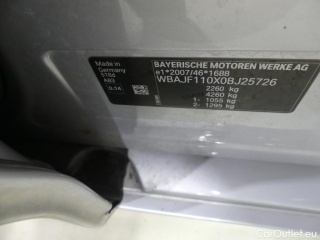 Made in
Germany
BAYERISCHE MOTOREN WERKE AG
e1*2007/46*1688
WBAJF110X0BJ25726
2260 kg
4260 kg
1- 1055 kg
2- 1295 kg
CarOutlet.eu